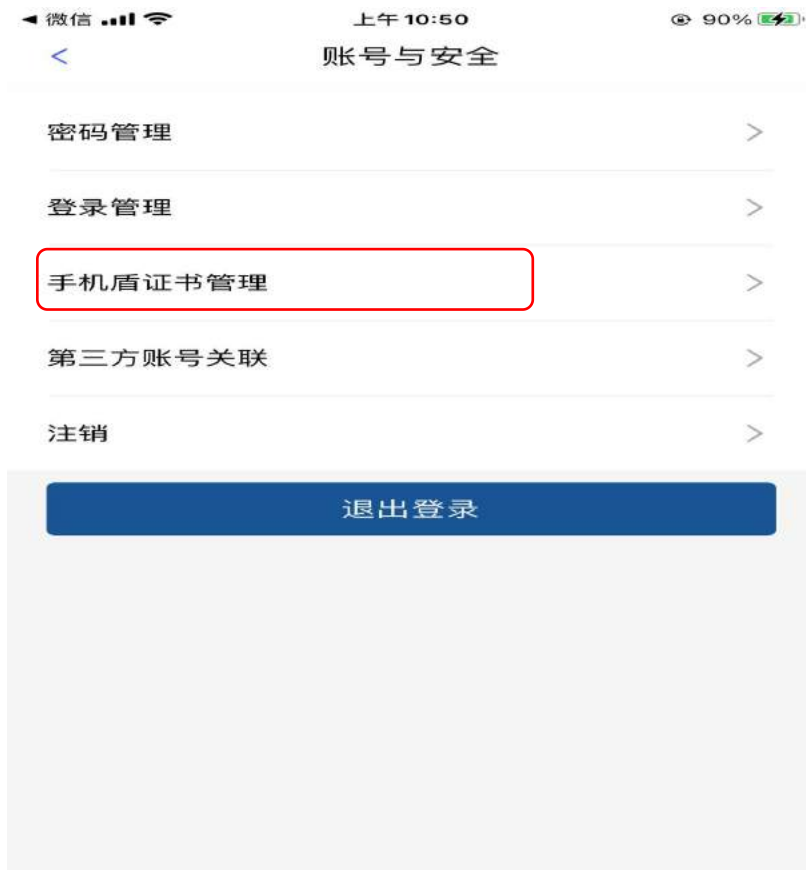 微信 上午10:50 90%
账号与安全
密码管理
登录管理
手机盾证书管理
第三方账号关联
注销
退出登录